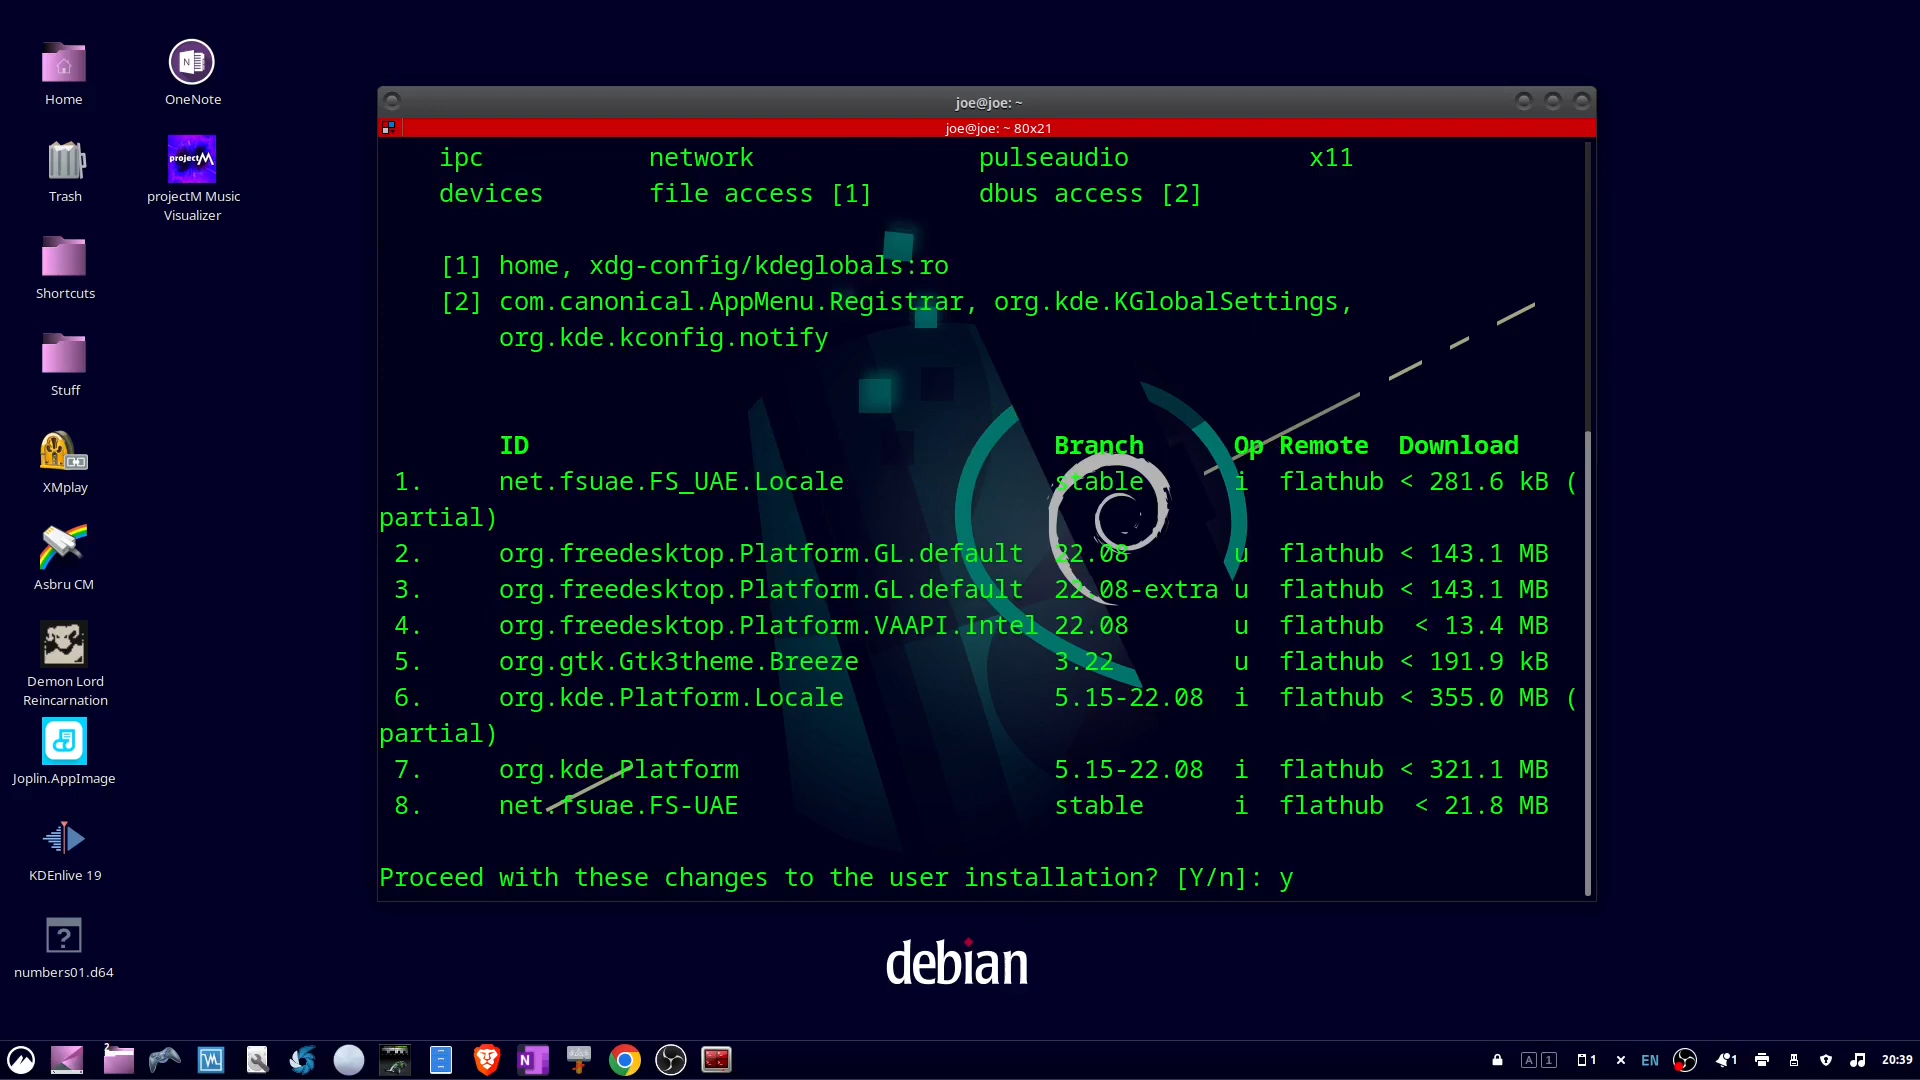 Home
OneNote
Trash
projectM
projectM Music
Visualizer
Shortcuts
Stuff
XMplay
Asbru CM
Demon Lord
Reincarnation
Joplin.AppImage
KDEnlive 19
?
numbers01.d64
joe@joe: ~
joe@joe: ~ 80x21
ipc network pulseaudio x11
devices file access [1] dbus access [2]
[1] home, xdg-config/kdeglobals:ro
[2] com.canonical.AppMenu.Registrar, org.kde.KGlobalSettings,
org.kde.kconfig.notify
ID Branch Op Remote Download
1. net.fsuae.FS_UAE.Locale stable i flathub < 281.6 kB (
partial)
2. org.freedesktop.Platform.GL.default 22.08 u flathub < 143.1 MB
3. org.freedesktop.Platform.GL.default 22.08-extra u flathub < 143.1 MB
4. org.freedesktop.Platform.VAAPI.Intel 22.08 u flathub < 13.4 MB
5. org.gtk.Gtk3theme.Breeze 3.22 u flathub < 191.9 kB
6. org.kde.Platform.Locale 5.15-22.08 i flathub < 355.0 MB (
partial)
7. org.kde.Platform 5.15-22.08 i flathub < 321.1 MB
8. net.fsuae.FS-UAE stable i flathub < 21.8 MB
Proceed with these changes to the user installation? [Y/n]: y
debian
2
N
A 1 1 EN 1 20:39